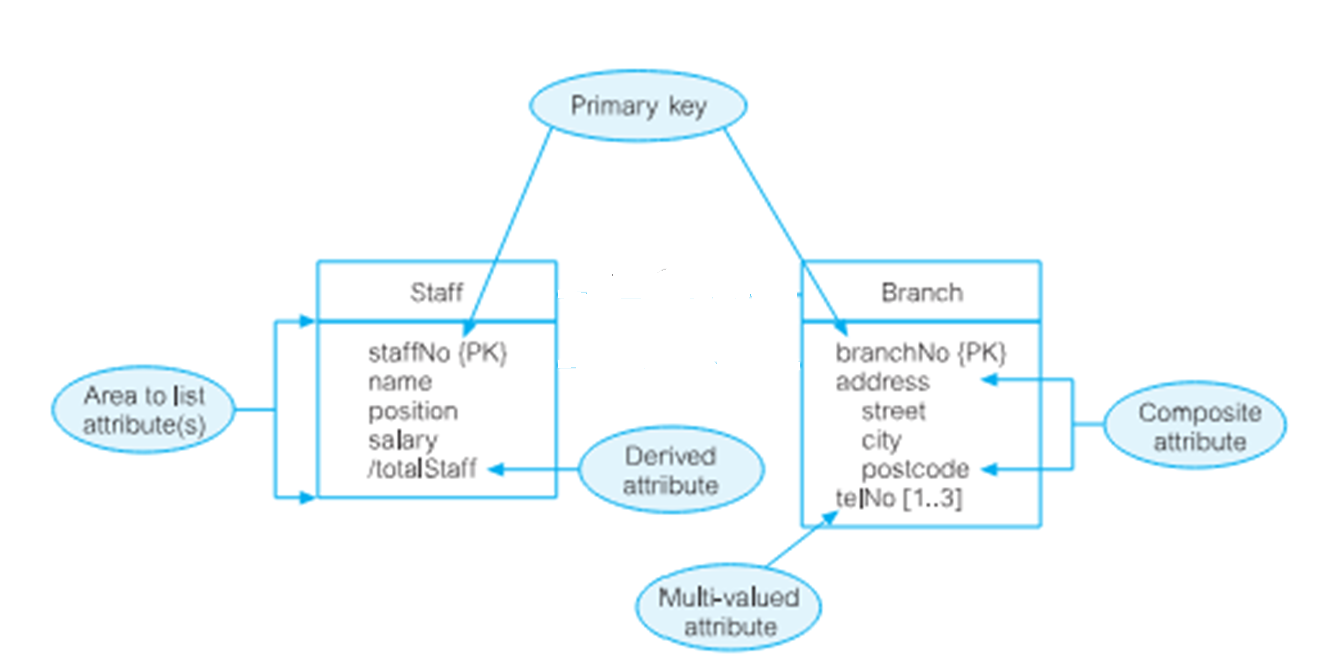 Primary key
Staff
Branch
staffNo {PK}
name
position
salary
/totalStaff
branchNo {PK}
address
street
city
postcode
telNo [1..3]
Area to list
attribute(s)
Derived
attriibute
Composite
attribute
Multi-valued
attribute